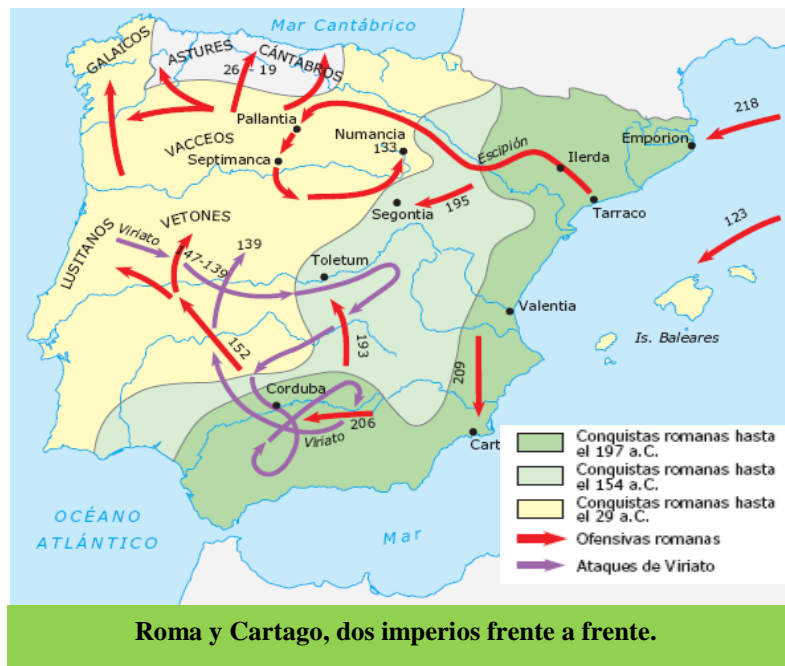 Mar Cantábrico
GALAICOS
ASTURES
CÁNTABROS
26 - 19
Pallantia
VACCEOS
Septimanca
Numancia
133
Escipión
Ilerda
Emporion
218
Tarraco
195
Segontia
123
LUSITANOS
Viriato
VETONES
147-139
139
Toletum
Valentia
Is. Baleares
152
193
209
Corduba
206
Viriato
Cart
OCÉANO
ATLÁNTICO
Mar
Conquistas romanas hasta
el 197 a.C.
Conquistas romanas hasta
el 154 a.C.
Conquistas romanas hasta
el 29 a.C.
Ofensivas romanas
Ataques de Viriato
Roma y Cartago, dos imperios frente a frente.